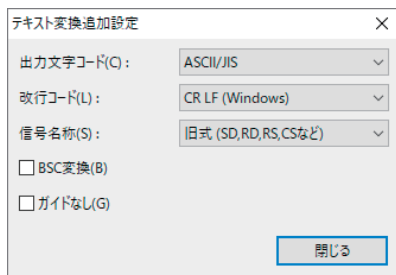 テキスト変換追加設定
出力文字コード(C) : ASCII/JIS
改行コード(L) : CR LF (Windows)
信号名称(S) : 旧式 (SD,RD,RS,CSなど)
BSC変換(B)
ガイドなし(G)
閉じる